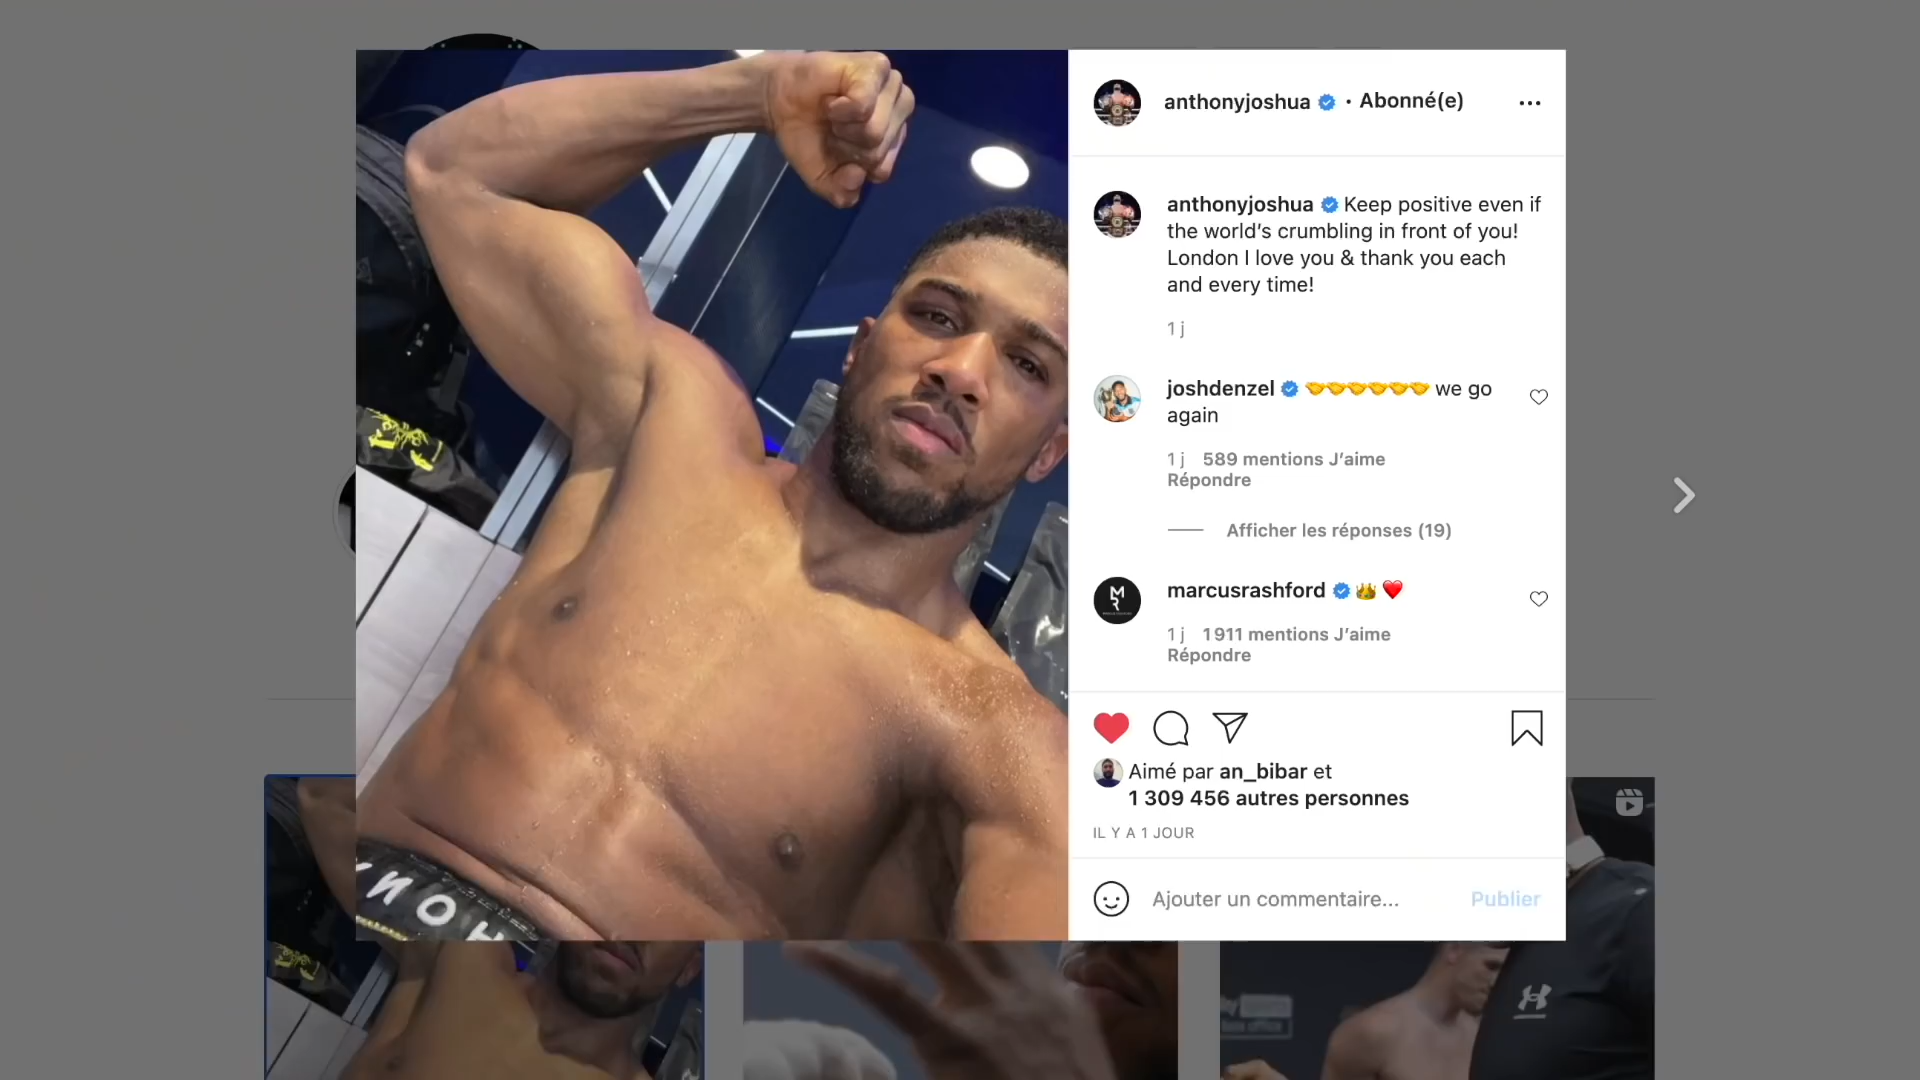 anthonyjoshua • Abonné(e)
anthonyjoshua Keep positive even if
the world's crumbling in front of you!
London I love you & thank you each
and every time!
1 j
joshdenzel 🤝🤝🤝🤝🤝🤝 we go
again
1 j 589 mentions J'aime
Répondre
Afficher les réponses (19)
marcusrashford 👑❤️
1 j 1 911 mentions J'aime
Répondre
Aimé par an_bibar et
1 309 456 autres personnes
IL Y A 1 JOUR
Ajouter un commentaire... Publier
MR
HONY